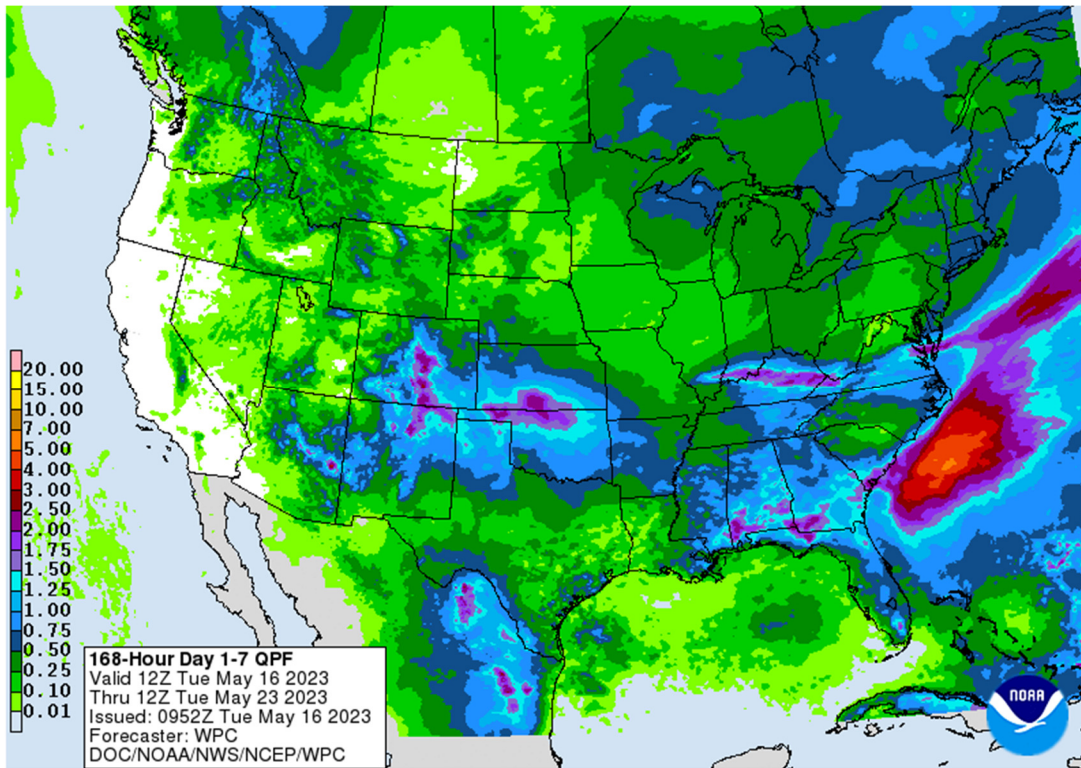 20.00
15.00
10.00
7.00
5.00
4.00
3.00
2.50
2.00
1.75
1.50
1.25
1.00
0.75
0.50
0.25
0.10
0.01
168-Hour Day 1-7 QPF
Valid 12Z Tue May 16 2023
Thru 12Z Tue May 23 2023
Issued: 0952Z Tue May 16 2023
Forecaster: WPC
DOC/NOAA/NWS/NCEP/WPC
NOAA